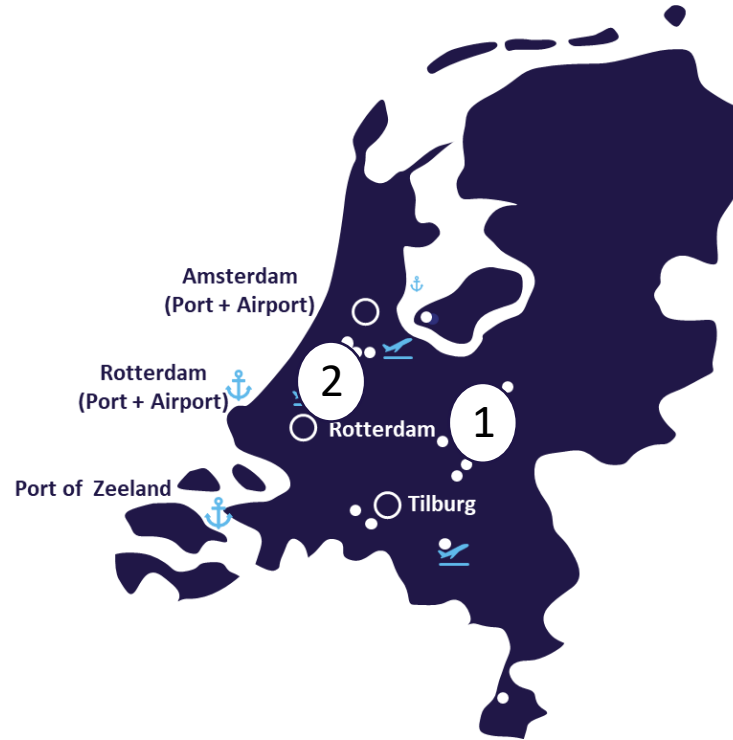 Amsterdam
(Port + Airport)
Rotterdam
(Port + Airport)
2
1
Rotterdam
Port of Zeeland
Tilburg